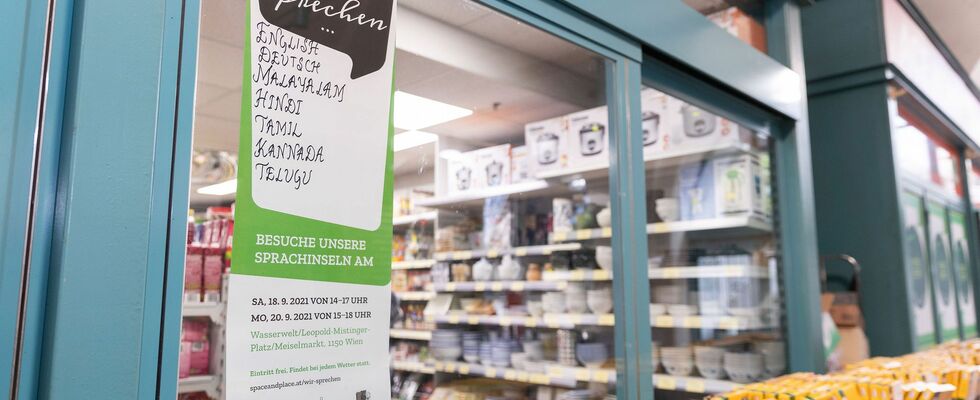 sprechen
...
ENGLISH
DEUTSCH
MALAYALAM
HINDI
TAMIL
KANNADA
TELUGU
BESUCHE UNSERE
SPRACHINSELN AM
SA, 18. 9. 2021 VON 14–17 UHR
MO, 20. 9. 2021 VON 15–18 UHR
Wasserwelt/Leopold-Mistinger-
Platz/Meiselmarkt, 1150 Wien
Eintritt frei. Findet bei jedem Wetter statt.
spaceandplace.at/wir-sprechen